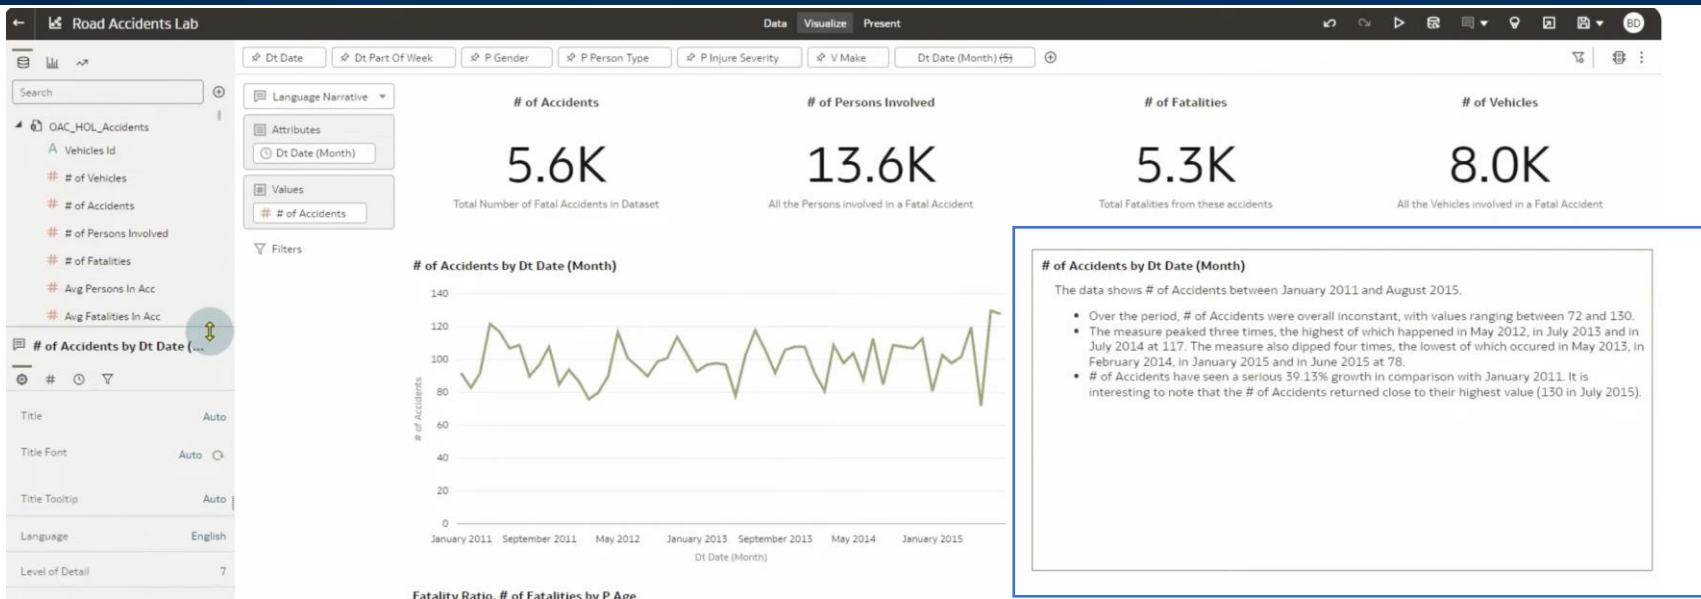 Road Accidents Lab
Data Visualize Present
BD
Dt Date
Dt Part Of Week
P Gender
P Person Type
P Injure Severity
V Make
Dt Date (Month) (5)
Search
OAC_HOL_Accidents
A Vehicles Id
# # of Vehicles
# # of Accidents
# # of Persons Involved
# # of Fatalities
# Avg Persons In Acc
# Avg Fatalities In Acc
# of Accidents by Dt Date (...
#
Title Auto
Title Font Auto
Title Tooltip Auto
Language English
Level of Detail 7
Language Narrative
Attributes
Dt Date (Month)
Values
# # of Accidents
Filters
# of Accidents
5.6K
Total Number of Fatal Accidents in Dataset
# of Persons Involved
13.6K
All the Persons involved in a Fatal Accident
# of Fatalities
5.3K
Total Fatalities from these accidents
# of Vehicles
8.0K
All the Vehicles involved in a Fatal Accident
# of Accidents by Dt Date (Month)
140
120
100
80
60
40
20
0
# of Accidents
January 2011 September 2011 May 2012 January 2013 September 2013 May 2014 January 2015
Dt Date (Month)
# of Accidents by Dt Date (Month)
The data shows # of Accidents between January 2011 and August 2015.
• Over the period, # of Accidents were overall inconstant, with values ranging between 72 and 130.
• The measure peaked three times, the highest of which happened in May 2012, in July 2013 and in
July 2014 at 117. The measure also dipped four times, the lowest of which occured in May 2013, in
February 2014, in January 2015 and in June 2015 at 78.
• # of Accidents have seen a serious 39.13% growth in comparison with January 2011. It is
interesting to note that the # of Accidents returned close to their highest value (130 in July 2015).
Fatality Ratio, # of Fatalities by P Age